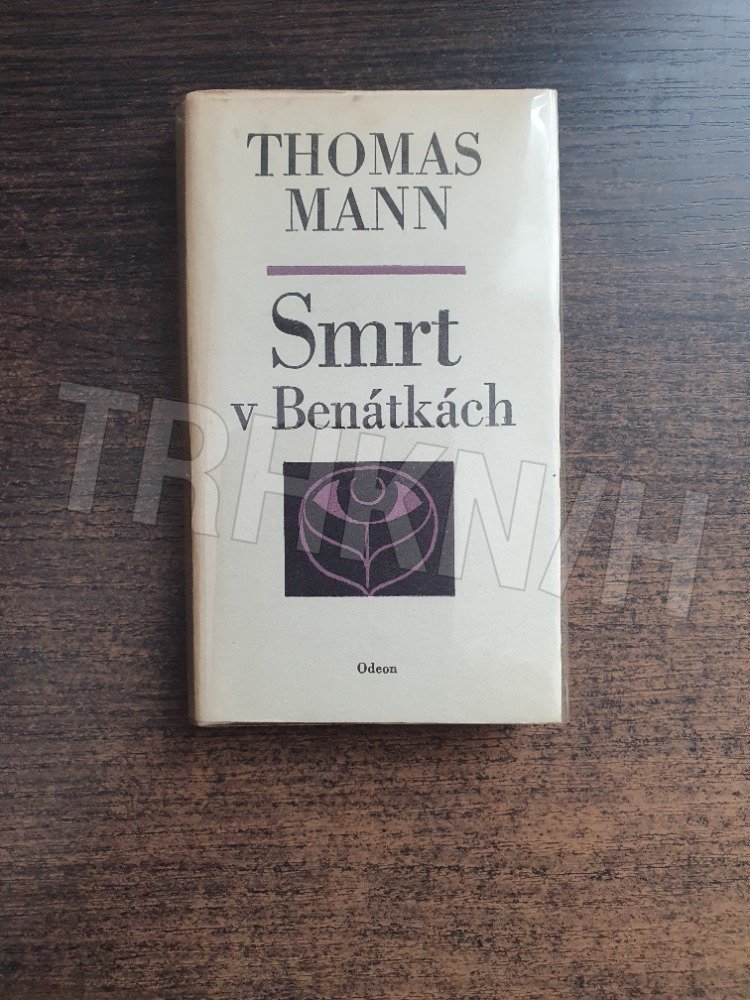 THOMAS
MANN
Smrt
v Benátkách
TRHKNIH
Odeon